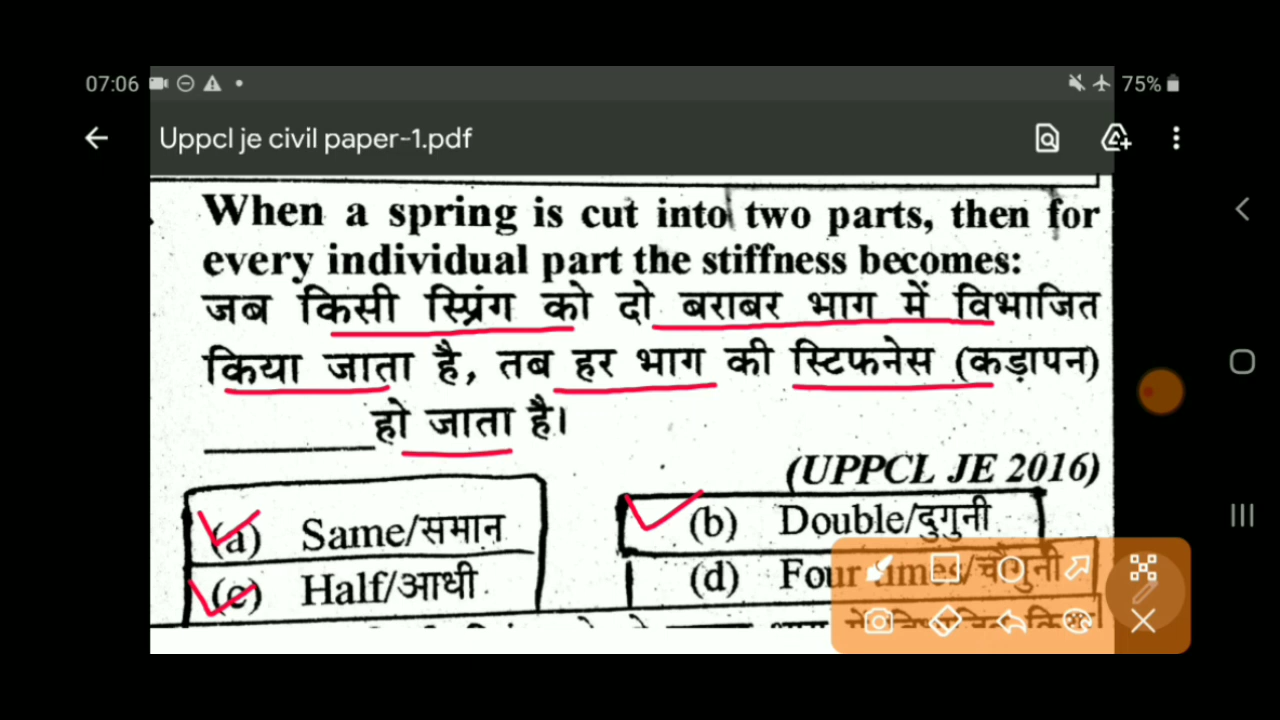 07:06 75%
Uppcl je civil paper-1.pdf
When a spring is cut into two parts, then for
every individual part the stiffness becomes:
जब किसी स्प्रिंग को दो बराबर भाग में विभाजित
किया जाता है, तब हर भाग की स्टिफनेस (कड़ापन)
हो जाता है।
(UPPCL JE 2016)
(a) Same/समान (b) Double/दुगुनी
(c) Half/आधी (d) Four times/चौगुनी